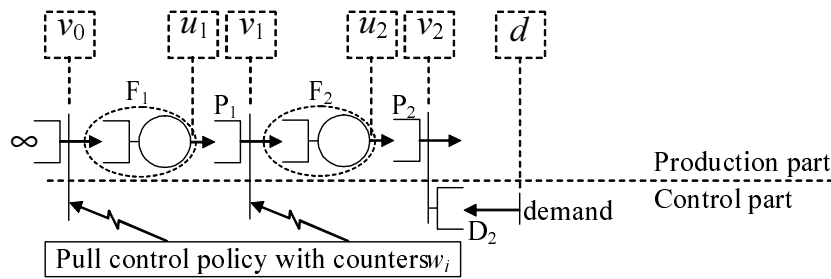 v0 u1 v1 u2 v2 d
F1 P1 F2 P2
∞
Production part
Control part
demand
D2
Pull control policy with counters wi